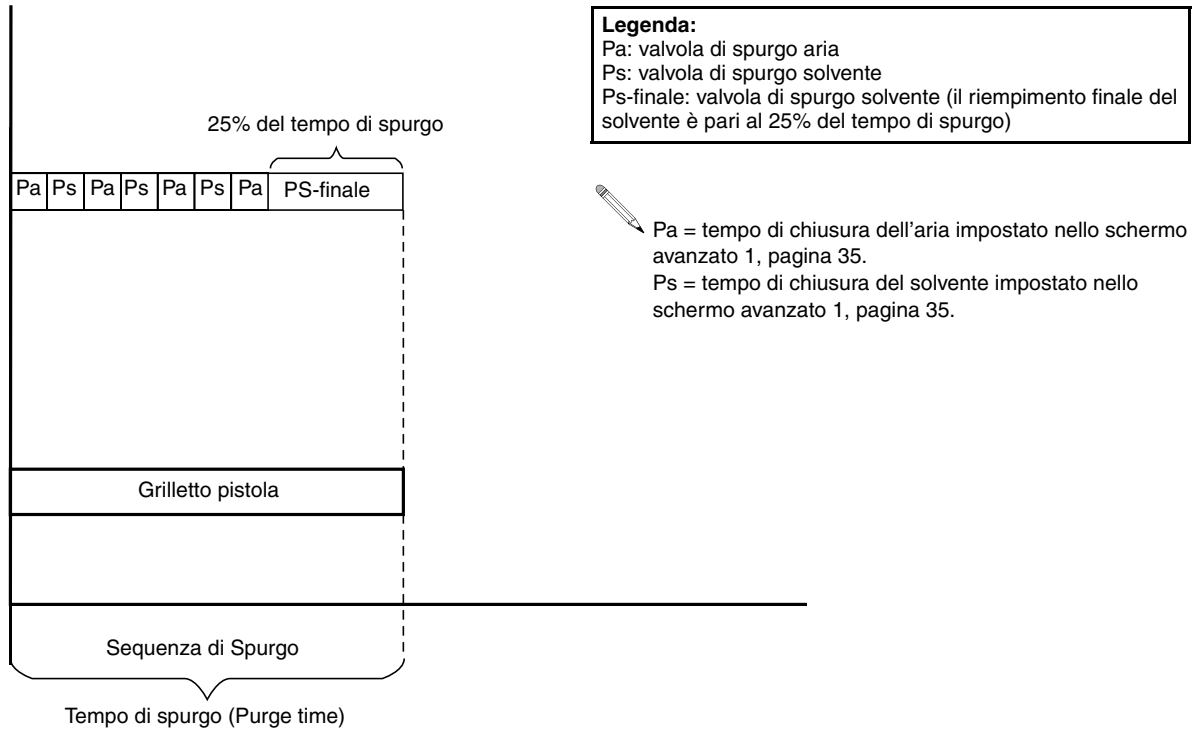 Legenda:
Pa: valvola di spurgo aria
Ps: valvola di spurgo solvente
Ps-finale: valvola di spurgo solvente (il riempimento finale del
solvente è pari al 25% del tempo di spurgo)
25% del tempo di spurgo
Pa Ps Pa Ps Pa Ps Pa PS-finale
Pa = tempo di chiusura dell'aria impostato nello schermo
avanzato 1, pagina 35.
Ps = tempo di chiusura del solvente impostato nello
schermo avanzato 1, pagina 35.
Grilletto pistola
Sequenza di Spurgo
Tempo di spurgo (Purge time)